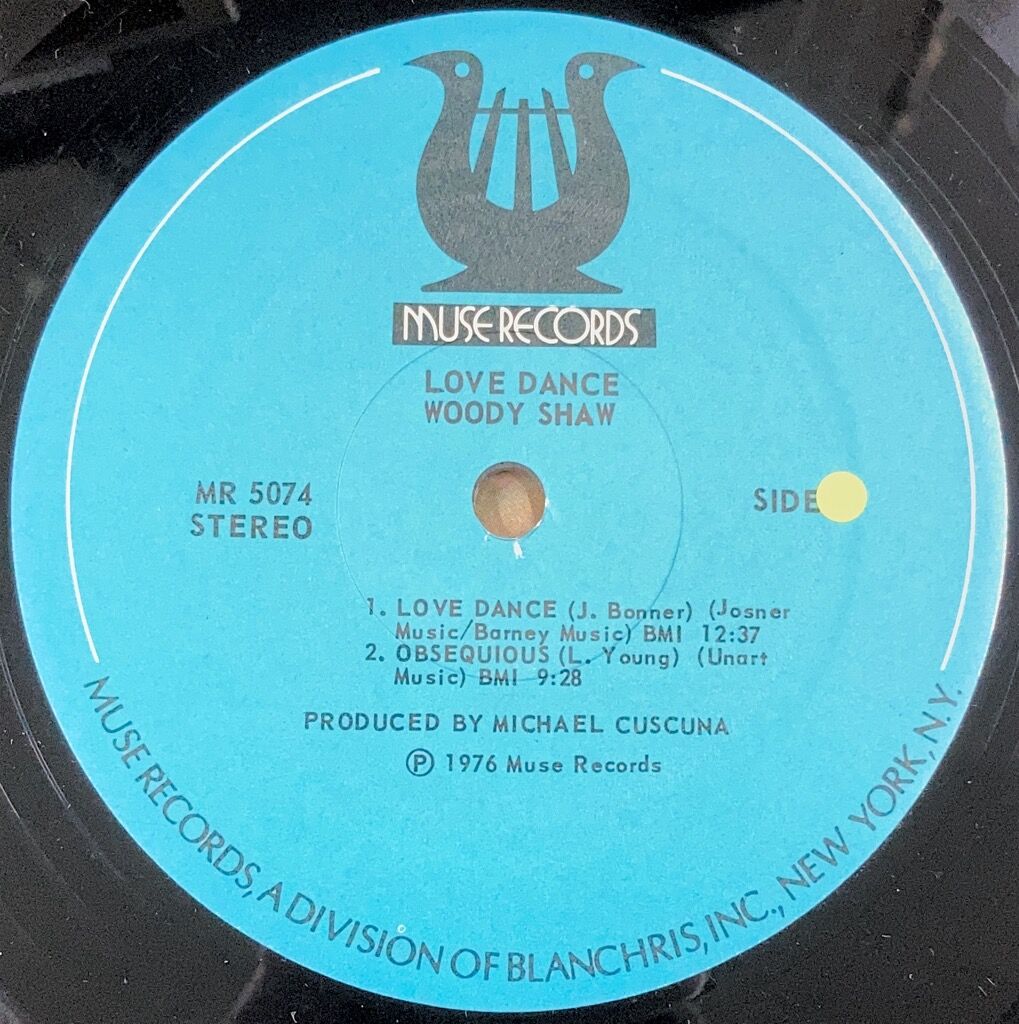 MUSE RECORDS
LOVE DANCE
WOODY SHAW
MR 5074
STEREO
SIDE
1. LOVE DANCE (J. Bonner) (Josner
Music/Barney Music) BMI 12:37
2. OBSEQUIOUS (L. Young) (Unart
Music) BMI 9:28
PRODUCED BY MICHAEL CUSCUNA
Ⓟ 1976 Muse Records
MUSE RECORDS, A DIVISION OF BLANCHRIS, INC., NEW YORK, N.Y.